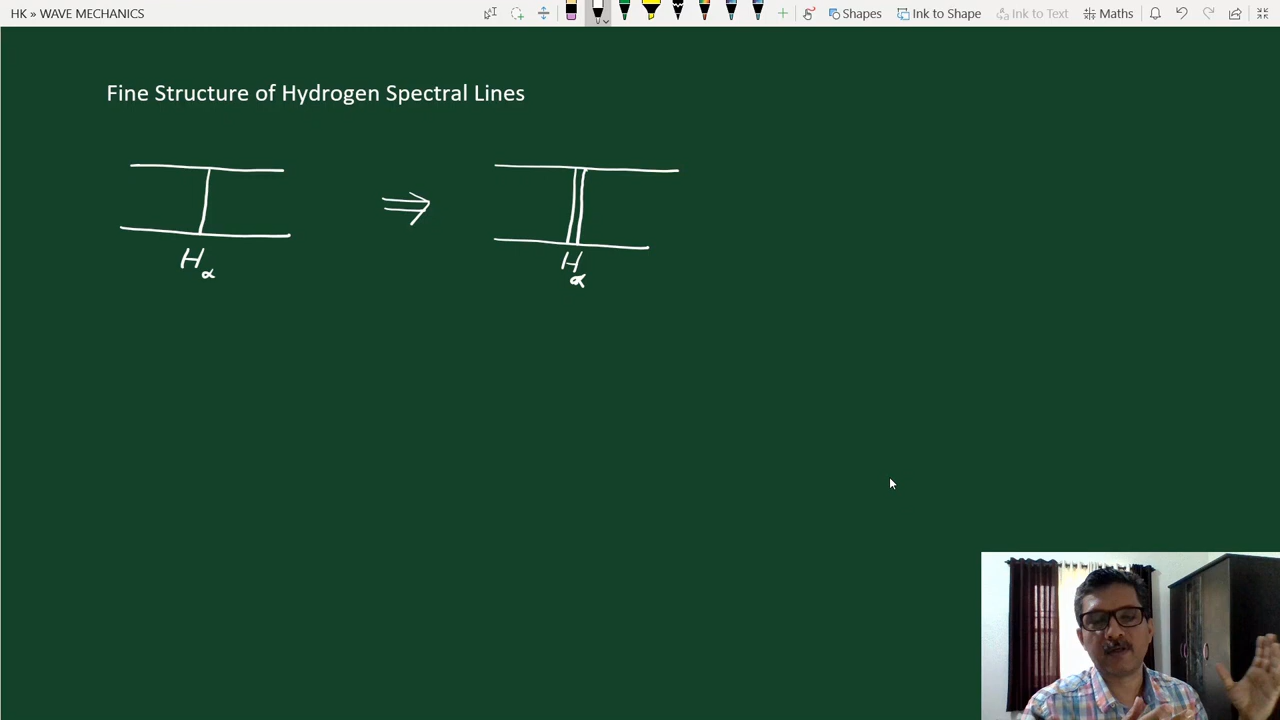 HK » WAVE MECHANICS
Shapes
Ink to Shape
Ink to Text
Maths
Fine Structure of Hydrogen Spectral Lines
⇒
Hα
Hα